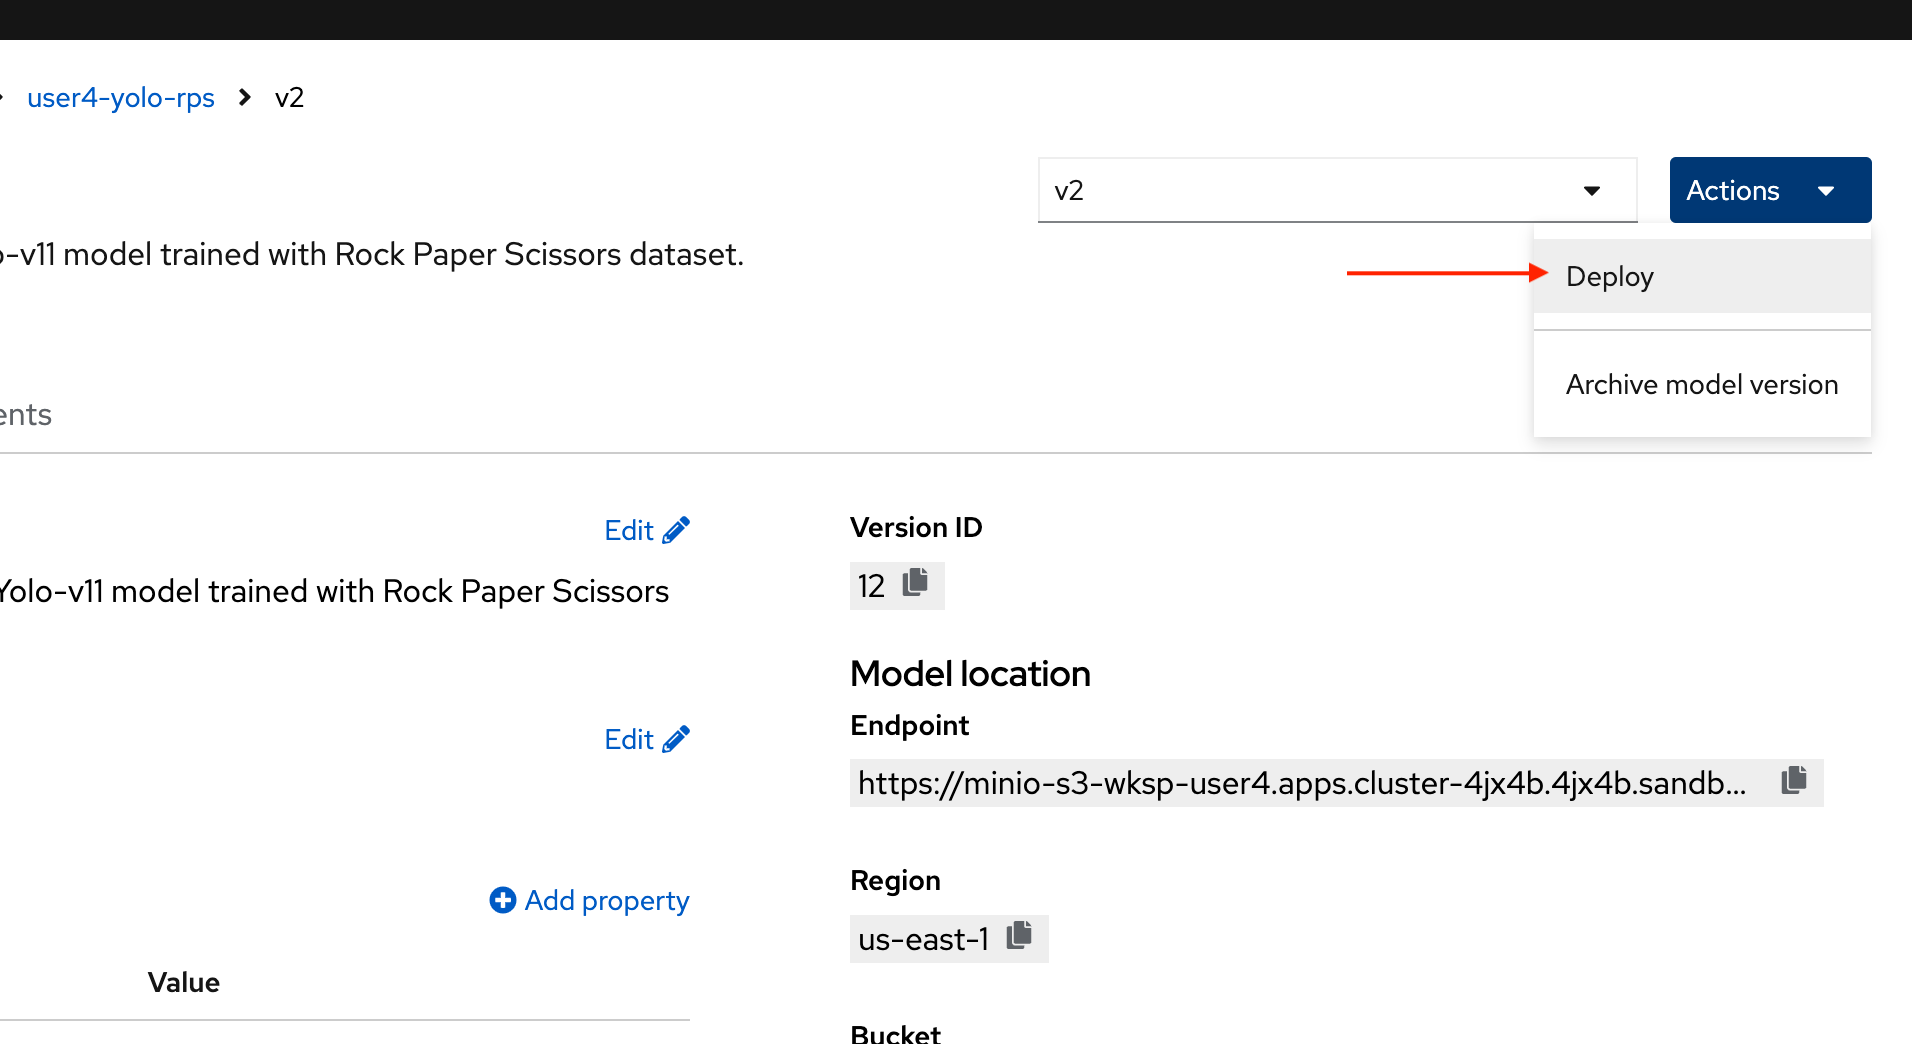 user4-yolo-rps > v2
v2
Actions
o-v11 model trained with Rock Paper Scissors dataset.
Deploy
Archive model version
ents
Edit
Version ID
Yolo-v11 model trained with Rock Paper Scissors
12
Model location
Endpoint
Edit
https://minio-s3-wksp-user4.apps.cluster-4jx4b.4jx4b.sandb...
Region
Add property
us-east-1
Value
Bucket